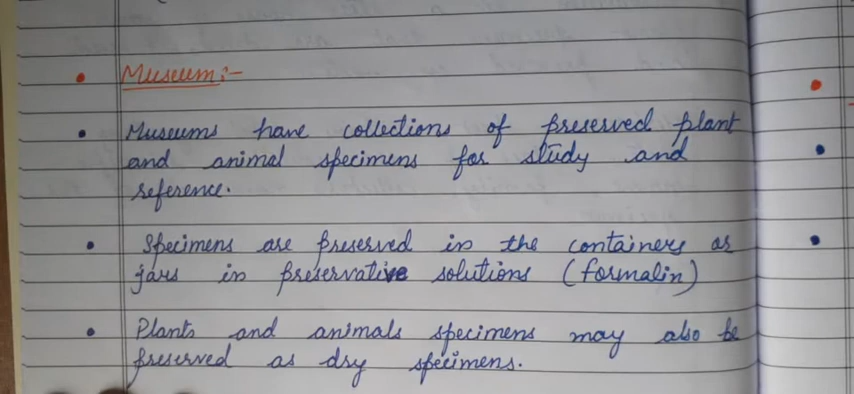 • Museum:-
• Museums have collections of preserved plant
and animal specimens for study and
reference.
• Specimens are preserved in the containers as
jars in preservative solutions (formalin)
• Plants and animals specimens may also be
preserved as dry specimens.